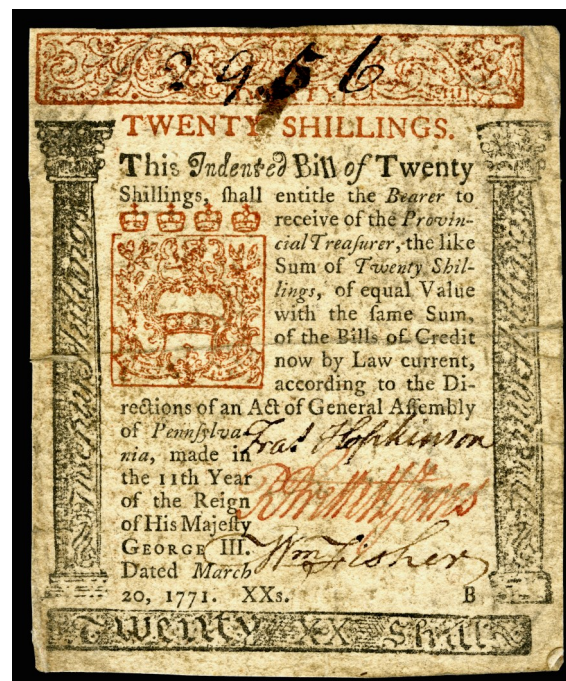 2956
TWENTY SHILLINGS.
This Indented Bill of Twenty
Shillings, ſhall entitle the Bearer to
receive of the Provin-
cial Treaſurer, the like
Sum of Twenty Shil-
lings, of equal Value
with the ſame Sum,
of the Bills of Credit
now by Law current,
according to the Di-
rections of an Act of General Aſſembly
of Pennſylva-
nia, made in
the 11th Year
of the Reign
of His Majeſty
GEORGE III.
Dated March
20, 1771. XXs. B
Fras Hopkinson
Wm Fisher
Twenty XX Shill